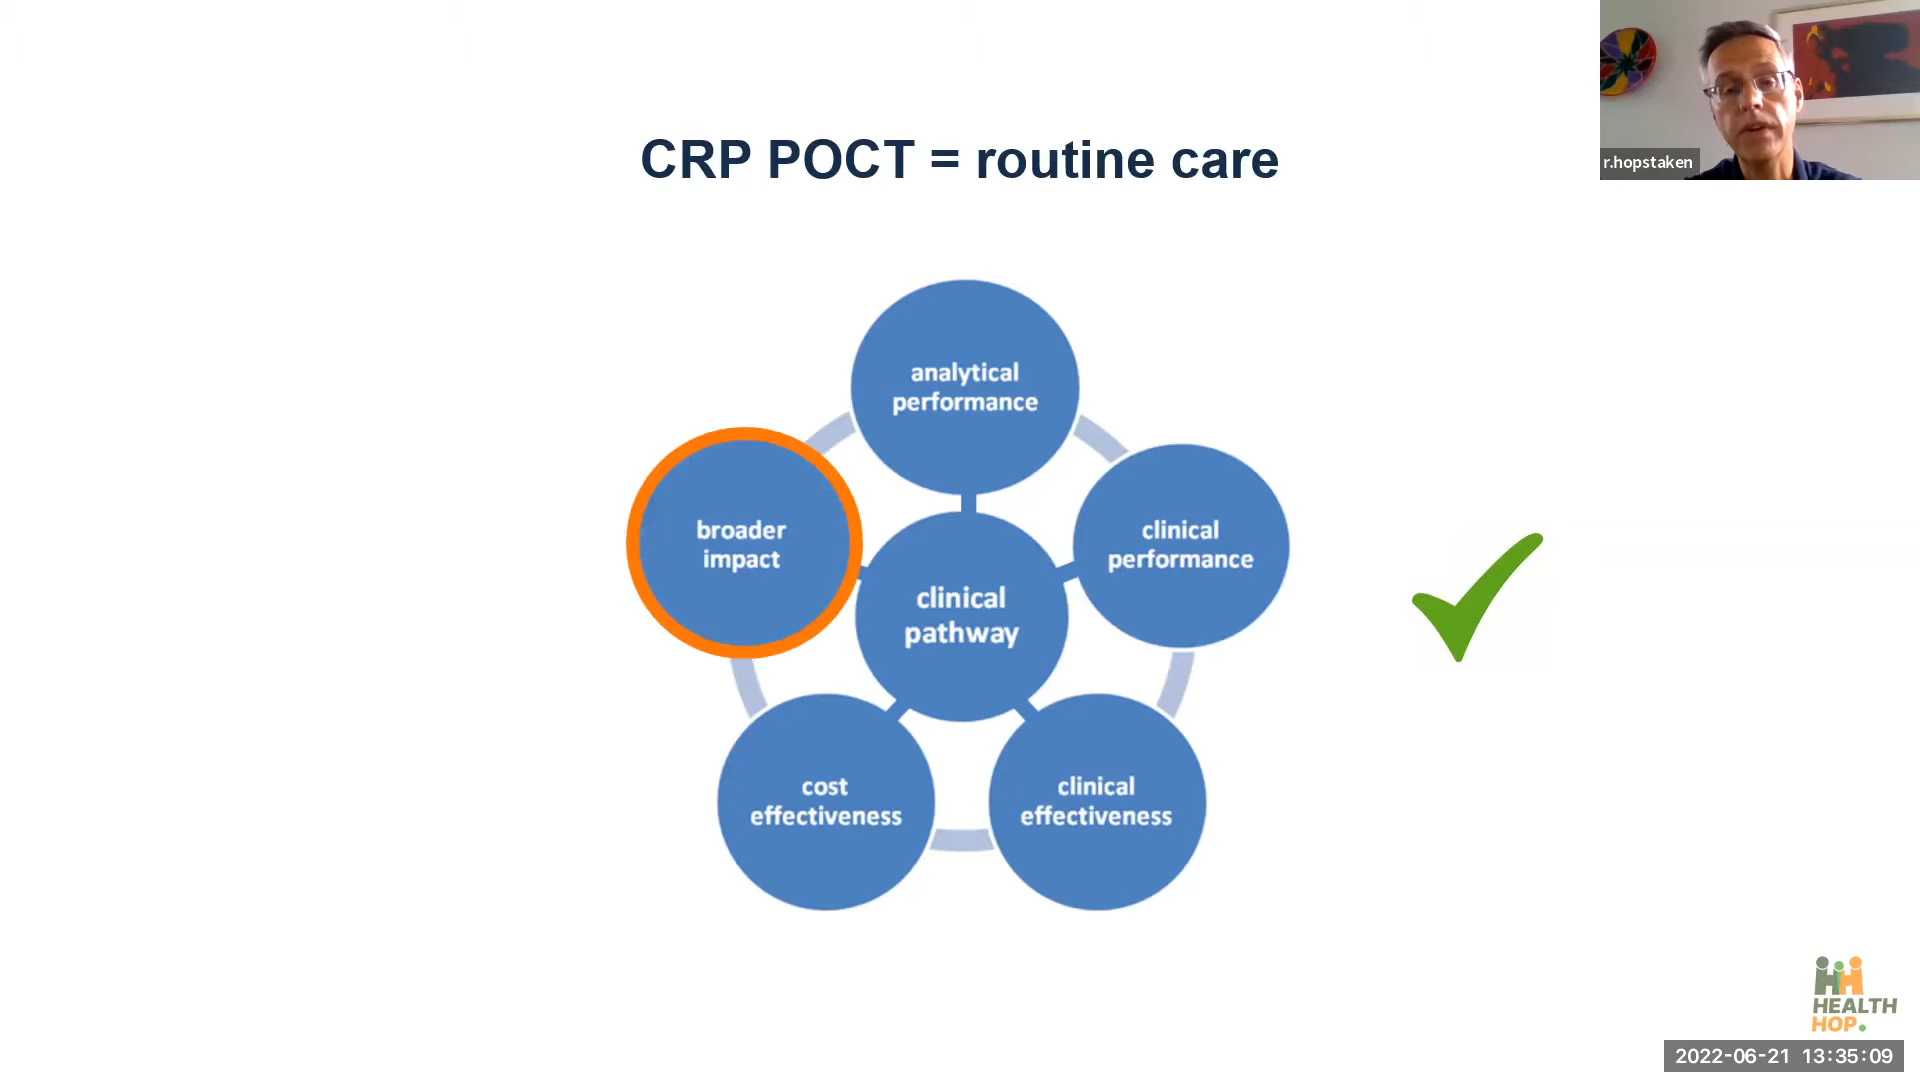 r.hopstaken
CRP POCT = routine care
analytical
performance
broader
impact
clinical
performance
clinical
pathway
cost
effectiveness
clinical
effectiveness
HEALTH
HOP.
2022-06-21 13:35:09